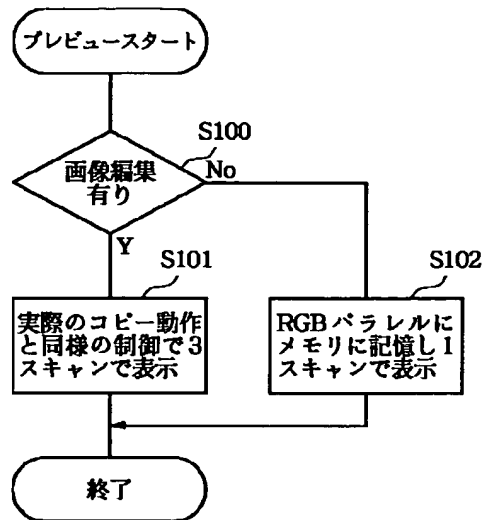 プレビュースタート
S100
画像編集
有り
No
Y
S101
実際のコピー動作
と同様の制御で3
スキャンで表示
S102
RGBパラレルに
メモリに記憶し1
スキャンで表示
終了